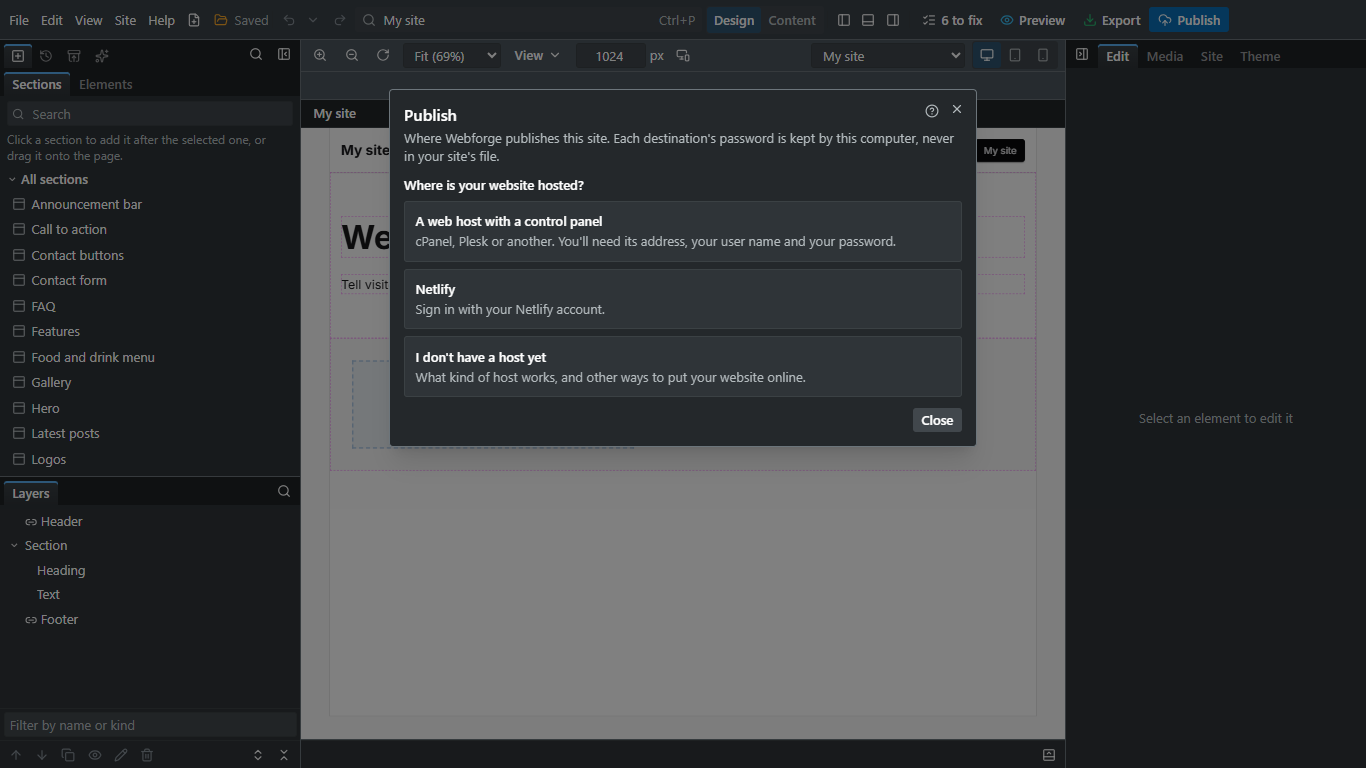 File Edit View Site Help Saved My site Ctrl+P Design Content 6 to fix Preview Export Publish
Fit (69%) View 1024 px My site Edit Media Site Theme
Sections Elements
Search
Click a section to add it after the selected one, or
drag it onto the page.
All sections
Announcement bar
Call to action
Contact buttons
Contact form
FAQ
Features
Food and drink menu
Gallery
Hero
Latest posts
Logos
Layers
Header
Section
Heading
Text
Footer
Filter by name or kind
My site
My site
My site
We
Tell visit
Publish
Where Webforge publishes this site. Each destination's password is kept by this computer, never
in your site's file.
Where is your website hosted?
A web host with a control panel
cPanel, Plesk or another. You'll need its address, your user name and your password.
Netlify
Sign in with your Netlify account.
I don't have a host yet
What kind of host works, and other ways to put your website online.
Close
Select an element to edit it